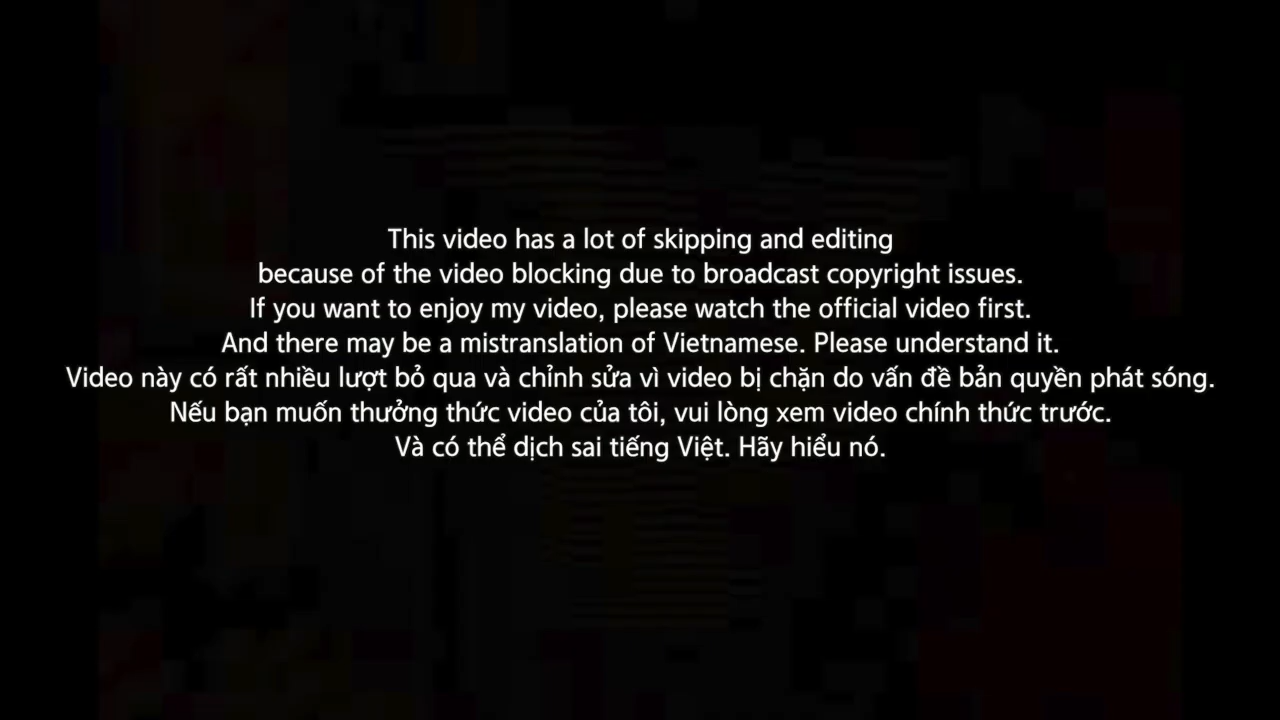 This video has a lot of skipping and editing
because of the video blocking due to broadcast copyright issues.
If you want to enjoy my video, please watch the official video first.
And there may be a mistranslation of Vietnamese. Please understand it.
Video này có rất nhiều lượt bỏ qua và chỉnh sửa vì video bị chặn do vấn đề bản quyền phát sóng.
Nếu bạn muốn thưởng thức video của tôi, vui lòng xem video chính thức trước.
Và có thể dịch sai tiếng Việt. Hãy hiểu nó.